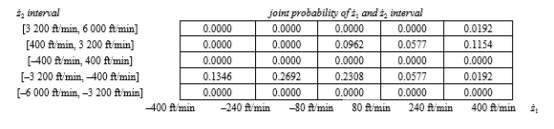 ż₂ interval joint probability of ż₁ and ż₂ interval
[3 200 ft/min, 6 000 ft/min] 0.0000 0.0000 0.0000 0.0000 0.0192
[400 ft/min, 3 200 ft/min] 0.0000 0.0000 0.0962 0.0577 0.1154
[–400 ft/min, 400 ft/min] 0.0000 0.0000 0.0000 0.0000 0.0000
[–3 200 ft/min, –400 ft/min] 0.1346 0.2692 0.2308 0.0577 0.0192
[–6 000 ft/min, –3 200 ft/min] 0.0000 0.0000 0.0000 0.0000 0.0000
–400 ft/min –240 ft/min –80 ft/min 80 ft/min 240 ft/min 400 ft/min ż₁